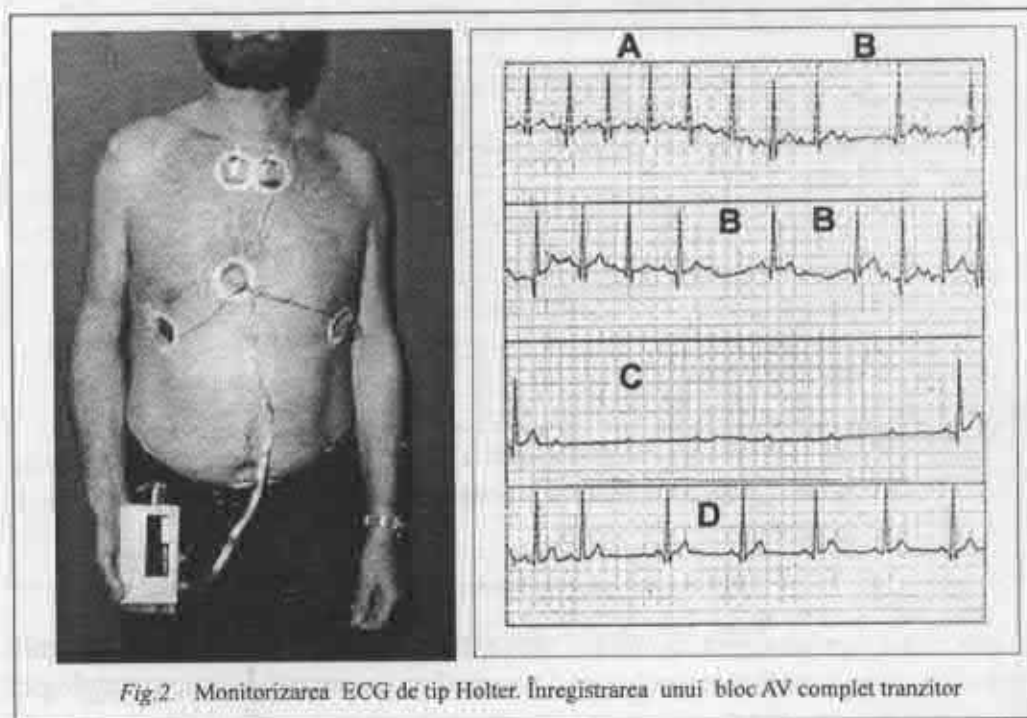 A B
B B
C
D
Fig.2 Monitorizarea ECG de tip Holter. Înregistrarea unui bloc AV complet tranzitor